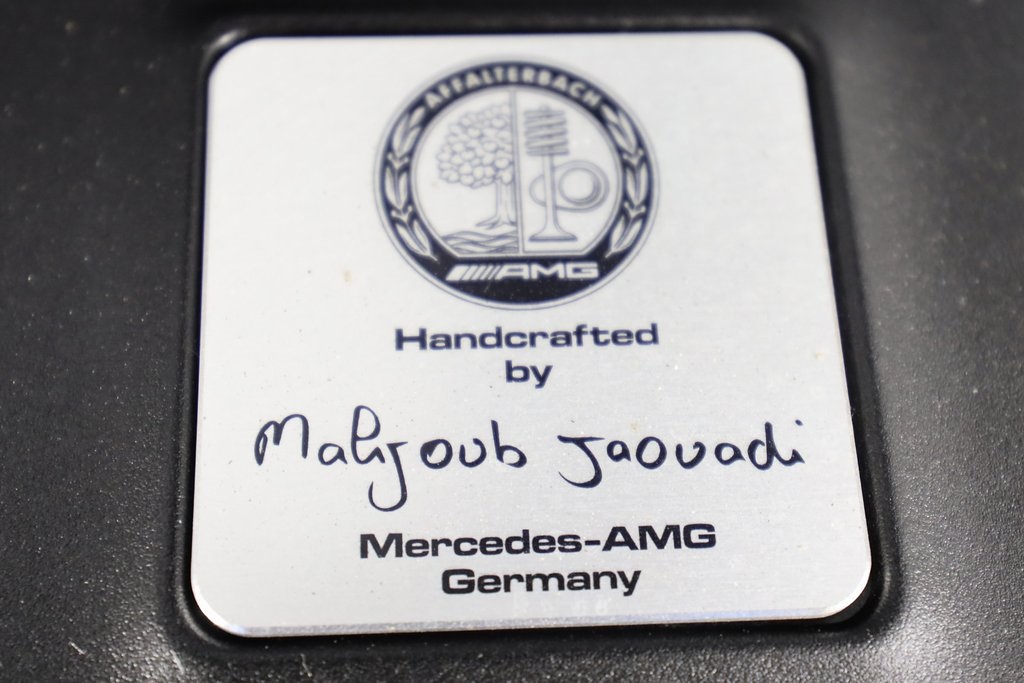 AFFALTERBACH
AMG
Handcrafted
by
Mahjoub Jaouadi
Mercedes-AMG
Germany